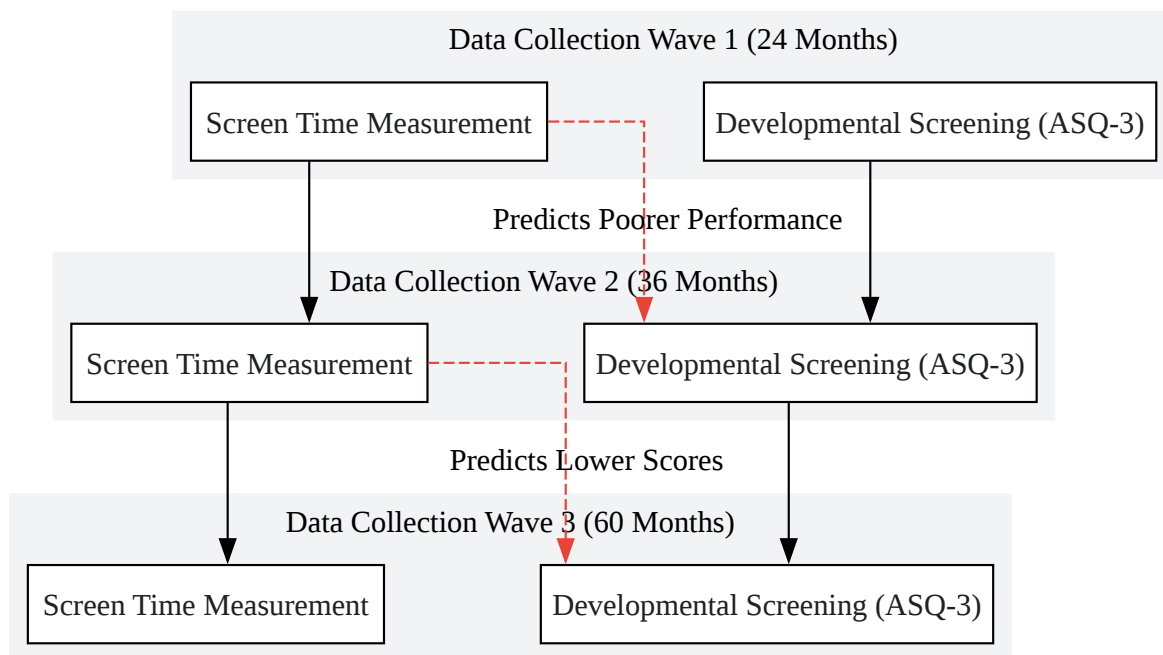 Data Collection Wave 1 (24 Months)
Screen Time Measurement
Developmental Screening (ASQ-3)
Predicts Poorer Performance
Data Collection Wave 2 (36 Months)
Screen Time Measurement
Developmental Screening (ASQ-3)
Predicts Lower Scores
Data Collection Wave 3 (60 Months)
Screen Time Measurement
Developmental Screening (ASQ-3)